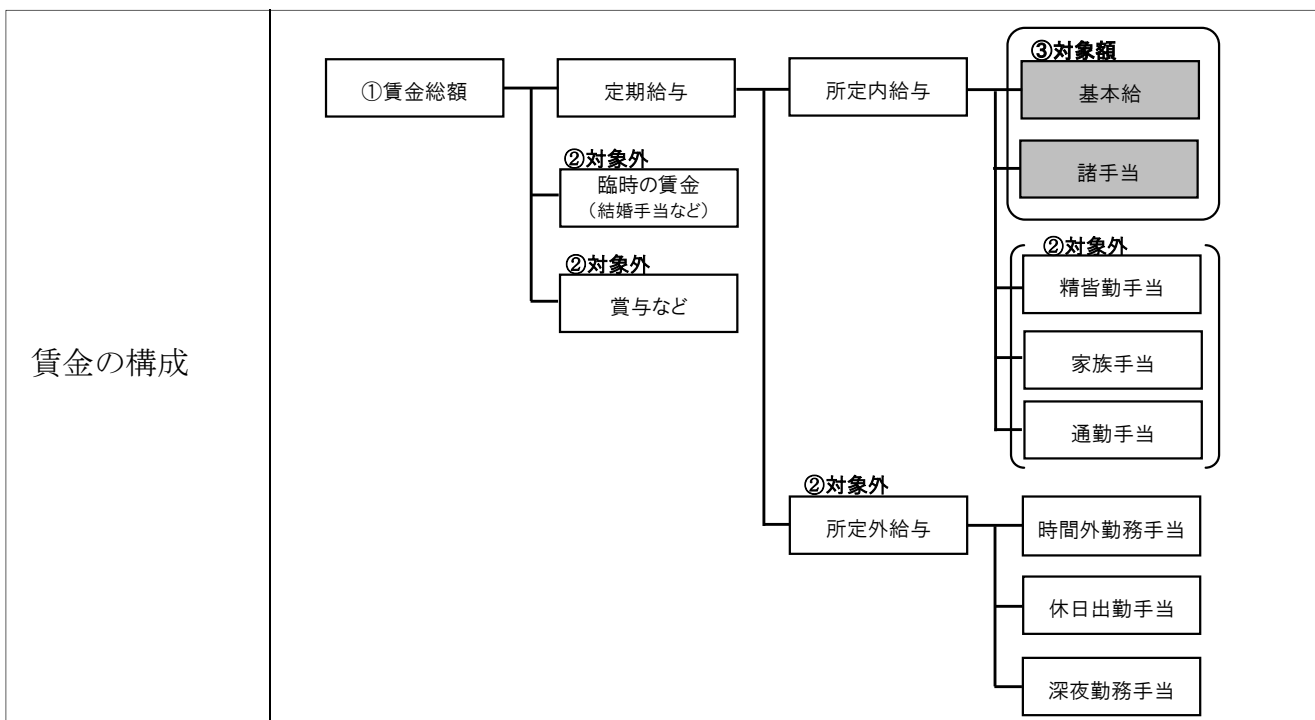 賃金の構成
①賃金総額
定期給与
②対象外
臨時の賃金
（結婚手当など）
②対象外
賞与など
所定内給与
③対象額
基本給
諸手当
②対象外
精皆勤手当
家族手当
通勤手当
②対象外
所定外給与
時間外勤務手当
休日出勤手当
深夜勤務手当